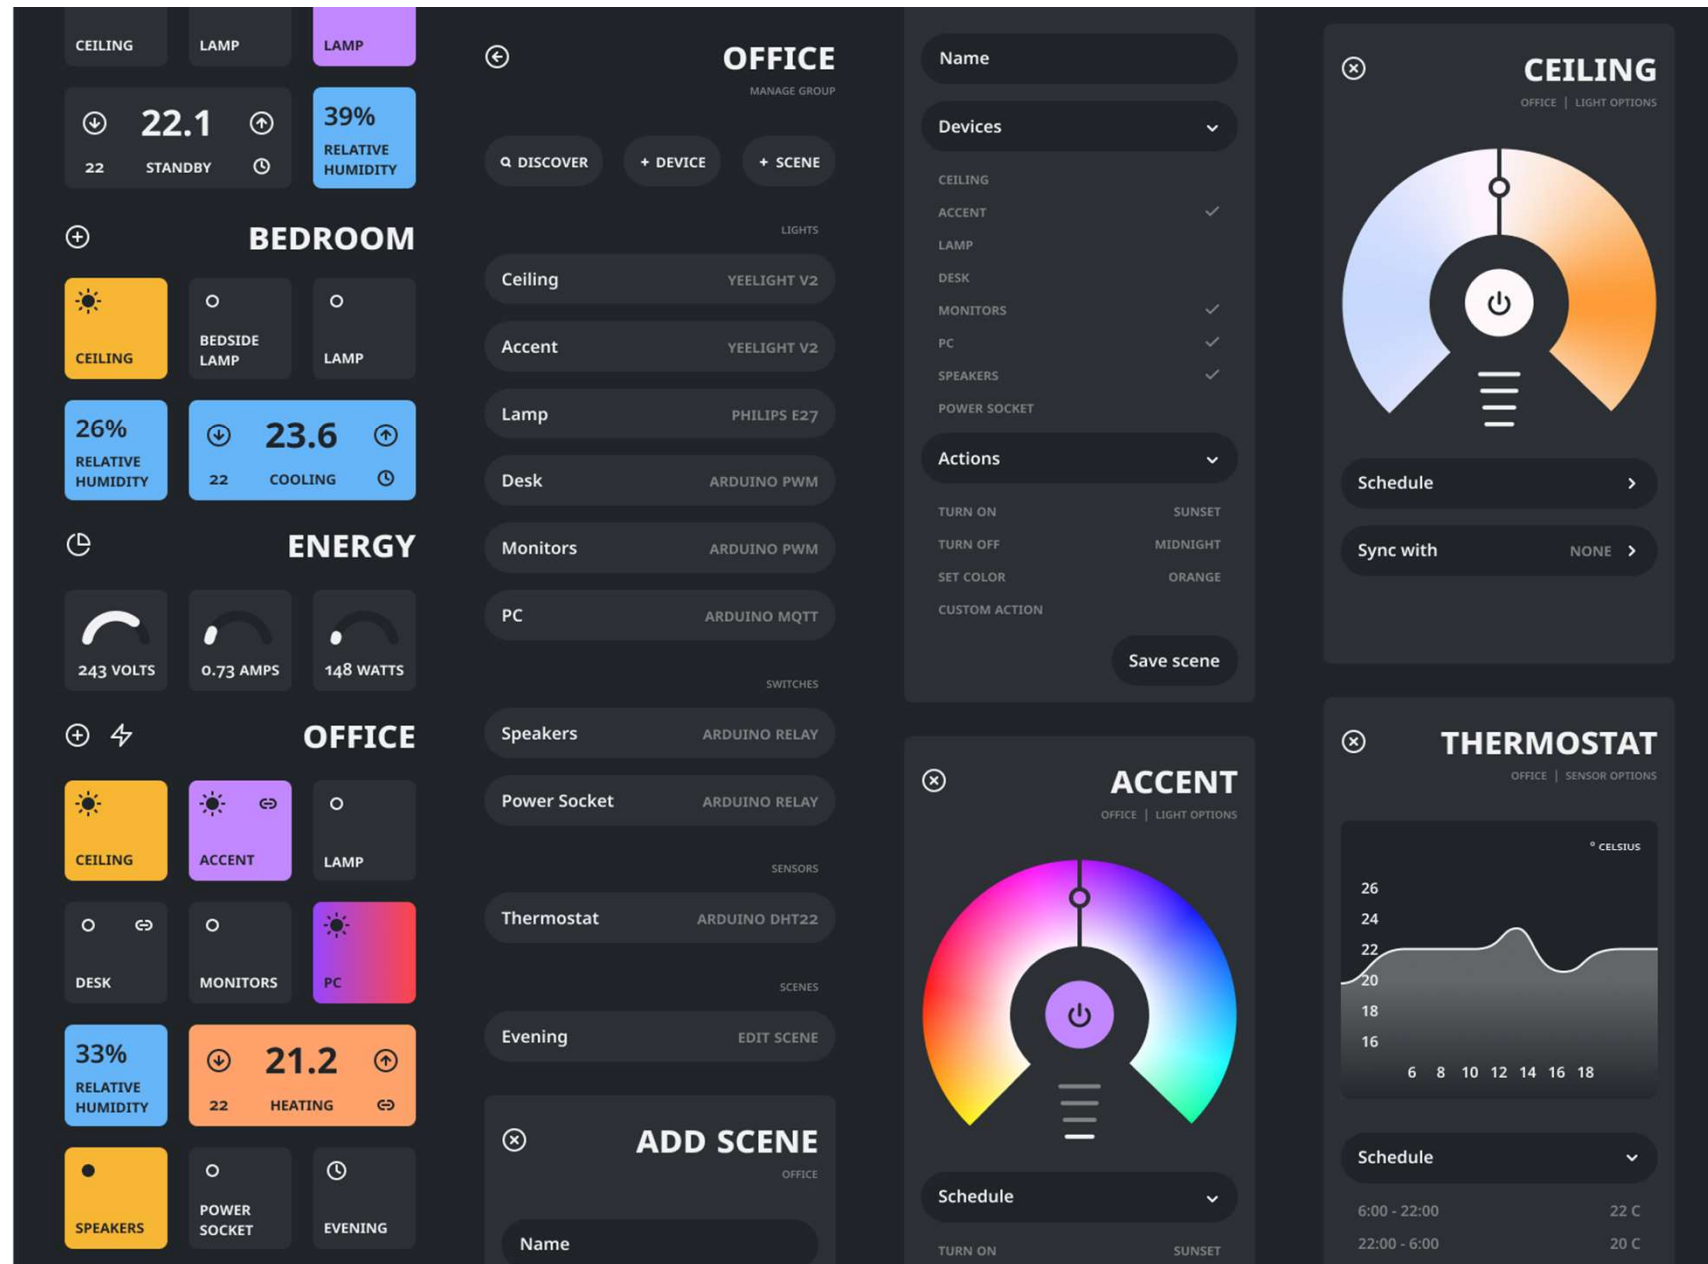 CEILING
LAMP
LAMP
22.1
22
STANDBY
39%
RELATIVE
HUMIDITY
BEDROOM
CEILING
BEDSIDE
LAMP
LAMP
26%
RELATIVE
HUMIDITY
23.6
22
COOLING
ENERGY
243 VOLTS
0.73 AMPS
148 WATTS
OFFICE
CEILING
ACCENT
LAMP
DESK
MONITORS
PC
33%
RELATIVE
HUMIDITY
21.2
22
HEATING
SPEAKERS
POWER
SOCKET
EVENING
OFFICE
MANAGE GROUP
DISCOVER
+ DEVICE
+ SCENE
LIGHTS
Ceiling YEELIGHT V2
Accent YEELIGHT V2
Lamp PHILIPS E27
Desk ARDUINO PWM
Monitors ARDUINO PWM
PC ARDUINO MQTT
SWITCHES
Speakers ARDUINO RELAY
Power Socket ARDUINO RELAY
SENSORS
Thermostat ARDUINO DHT22
SCENES
Evening EDIT SCENE
ADD SCENE
OFFICE
Name
Name
Devices
CEILING
ACCENT
LAMP
DESK
MONITORS
PC
SPEAKERS
POWER SOCKET
Actions
TURN ON SUNSET
TURN OFF MIDNIGHT
SET COLOR ORANGE
CUSTOM ACTION
Save scene
ACCENT
OFFICE | LIGHT OPTIONS
Schedule
TURN ON SUNSET
CEILING
OFFICE | LIGHT OPTIONS
Schedule
Sync with NONE
THERMOSTAT
OFFICE | SENSOR OPTIONS
° CELSIUS
26
24
22
20
18
16
6 8 10 12 14 16 18
Schedule
6:00 - 22:00 22 C
22:00 - 6:00 20 C